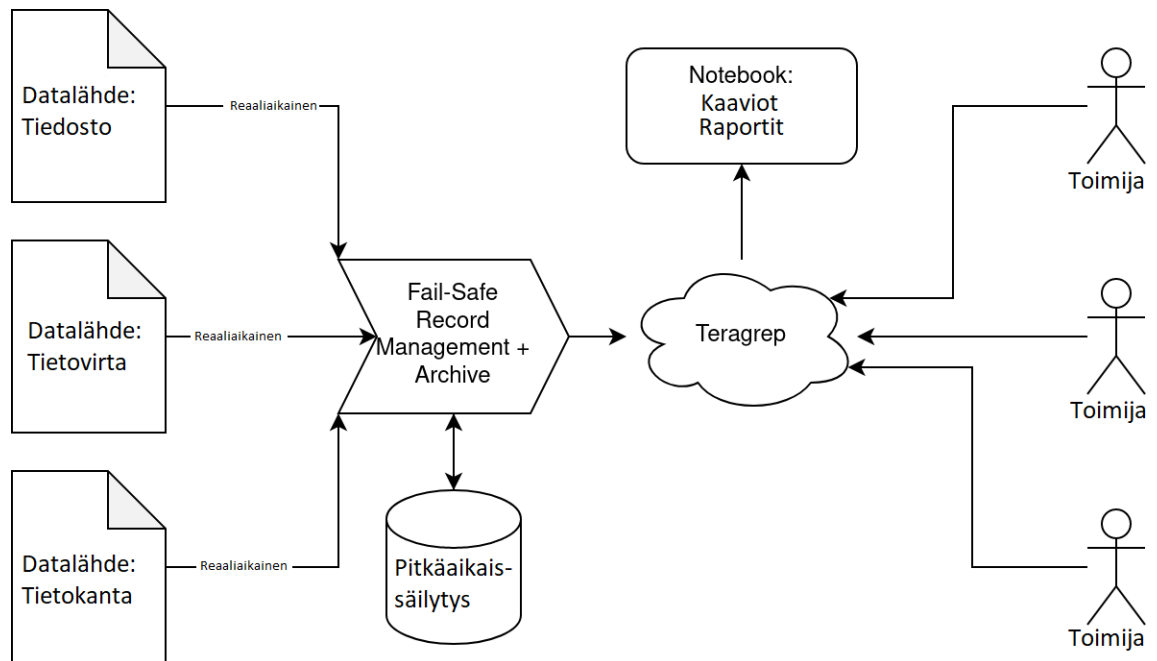 Datalähde:
Tiedosto
Reaaliaikainen
Notebook:
Kaaviot
Raportit
Toimija
Datalähde:
Tietovirta
Reaaliaikainen
Fail-Safe
Record
Management +
Archive
Teragrep
Toimija
Datalähde:
Tietokanta
Reaaliaikainen
Pitkäaikais-
säilytys
Toimija